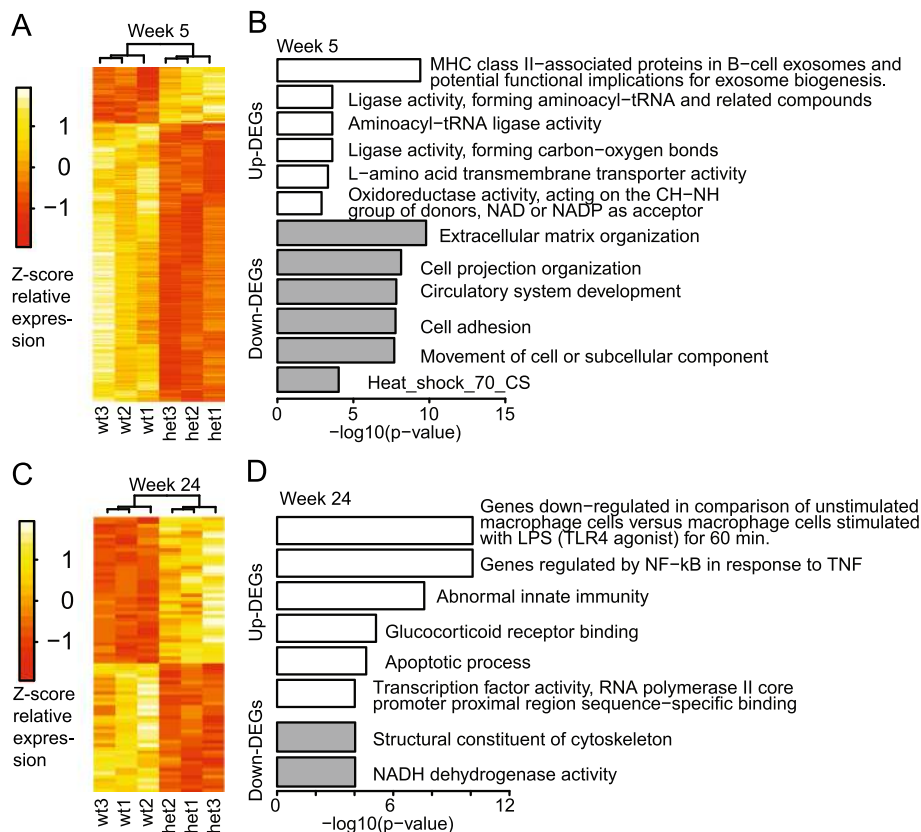 A
Week 5
1
0
−1
Z-score
relative
expres-
sion
wt3
wt2
wt1
het3
het2
het1
B
Week 5
Up-DEGs
Down-DEGs
MHC class II−associated proteins in B−cell exosomes and
potential functional implications for exosome biogenesis.
Ligase activity, forming aminoacyl−tRNA and related compounds
Aminoacyl−tRNA ligase activity
Ligase activity, forming carbon−oxygen bonds
L−amino acid transmembrane transporter activity
Oxidoreductase activity, acting on the CH−NH
group of donors, NAD or NADP as acceptor
Extracellular matrix organization
Cell projection organization
Circulatory system development
Cell adhesion
Movement of cell or subcellular component
Heat_shock_70_CS
0 5 10 15
−log10(p−value)
C
Week 24
1
0
−1
Z-score
relative
expres-
sion
wt3
wt1
wt2
het2
het1
het3
D
Week 24
Up-DEGs
Down-DEGs
Genes down−regulated in comparison of unstimulated
macrophage cells versus macrophage cells stimulated
with LPS (TLR4 agonist) for 60 min.
Genes regulated by NF−kB in response to TNF
Abnormal innate immunity
Glucocorticoid receptor binding
Apoptotic process
Transcription factor activity, RNA polymerase II core
promoter proximal region sequence−specific binding
Structural constituent of cytoskeleton
NADH dehydrogenase activity
0 6 12
−log10(p−value)